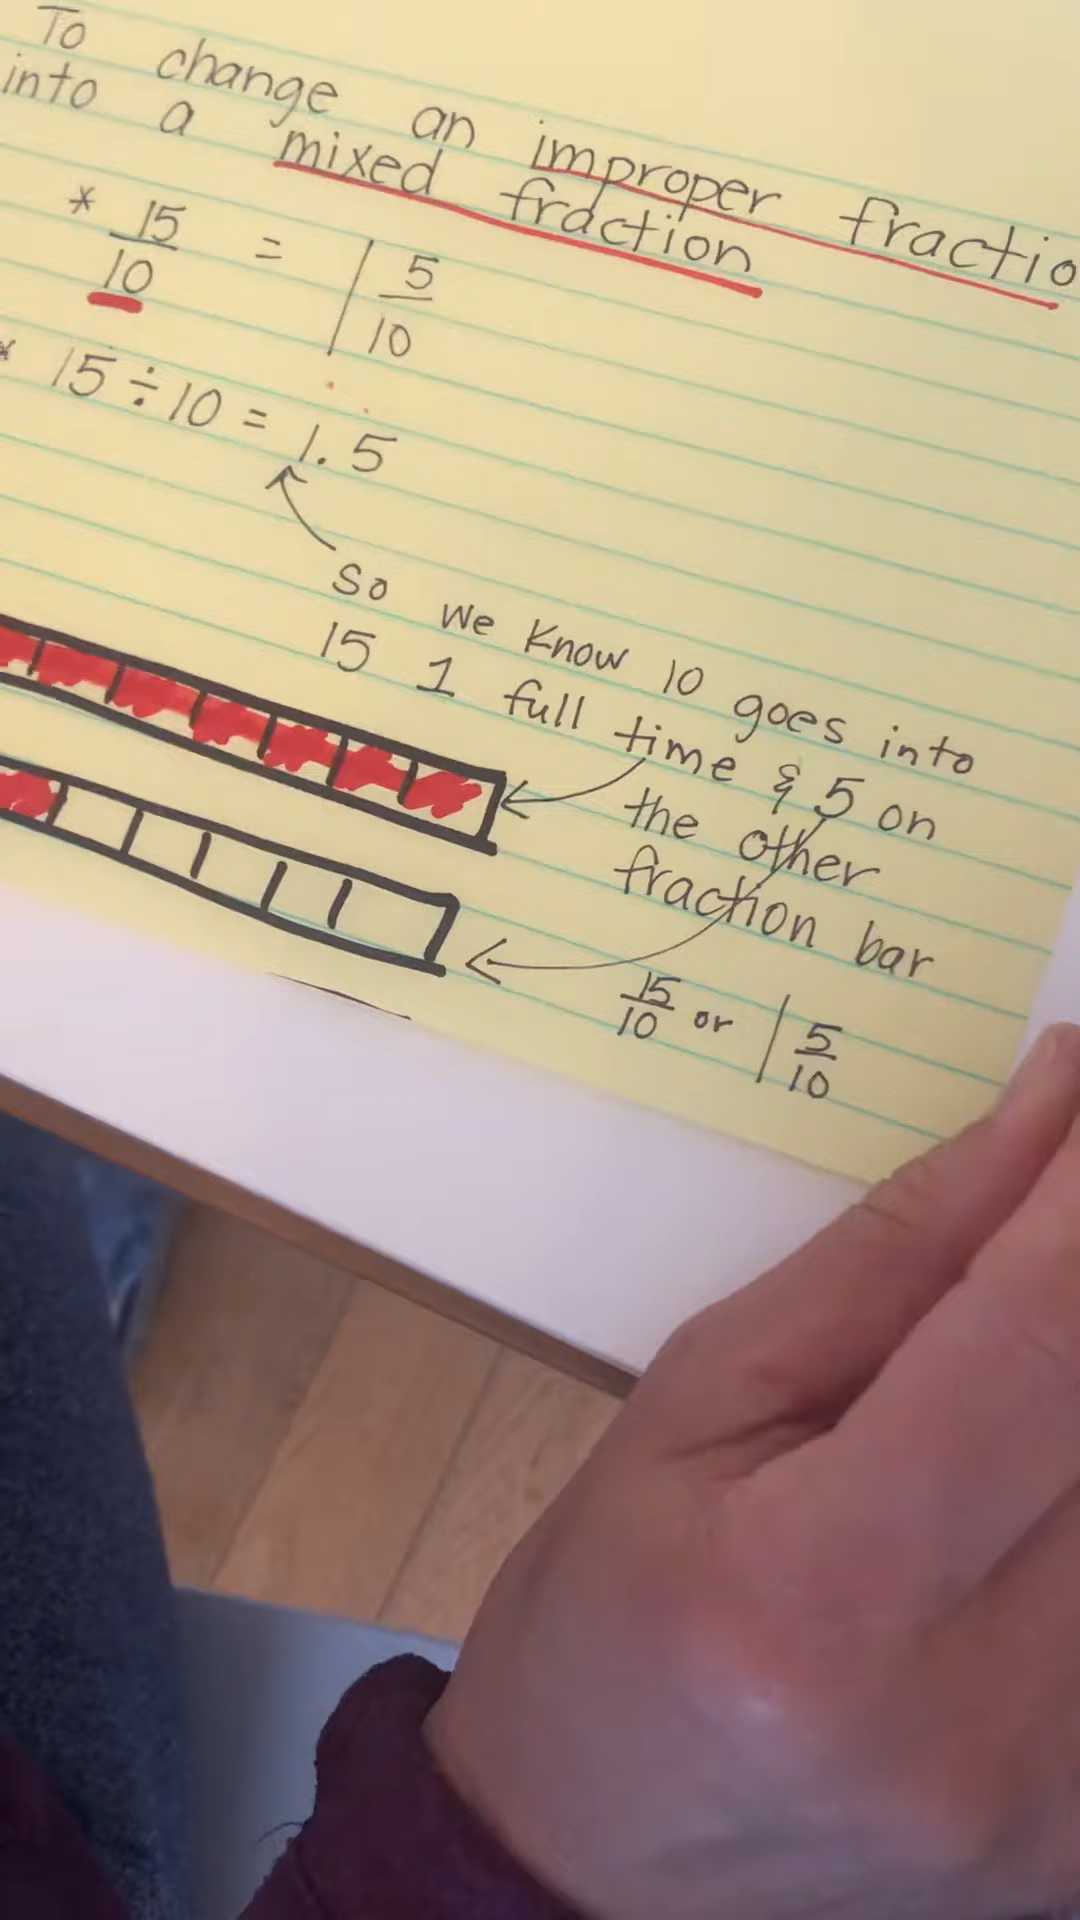 To change an improper fractio
into a mixed fraction
* 15/10 = 1 5/10
* 15 ÷ 10 = 1.5
so we know 10 goes into
15 1 full time & 5 on
the other
fraction bar
15/10 or 1 5/10